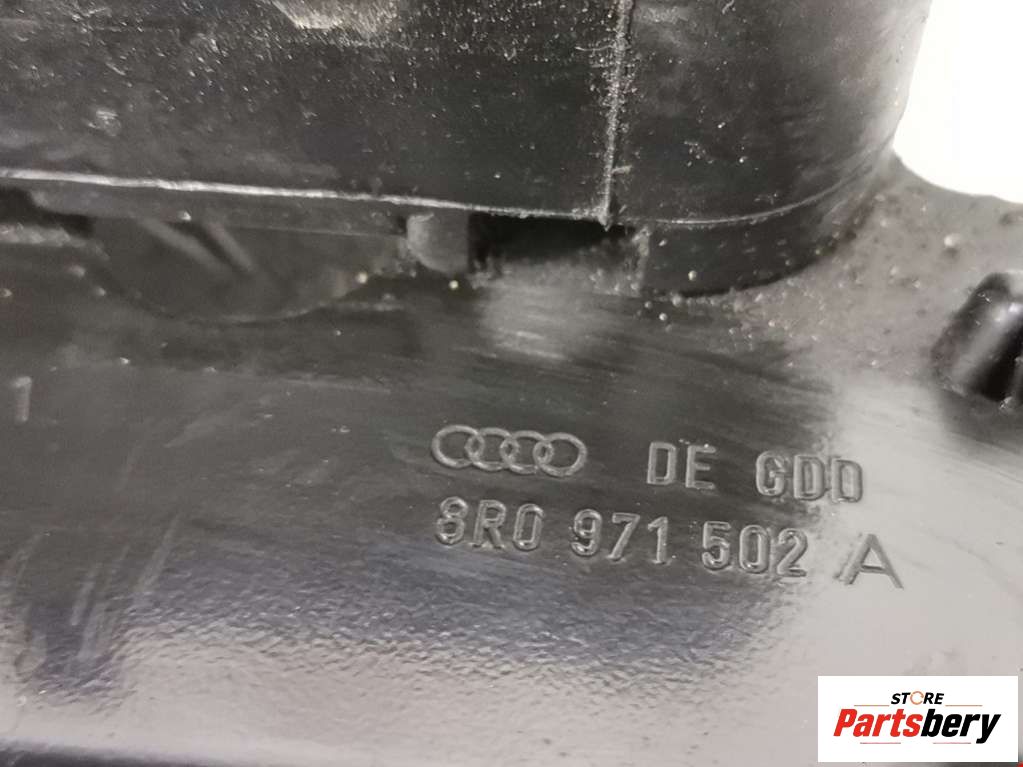 DE GDD
8R0 971 502 A
STORE
Partsbery